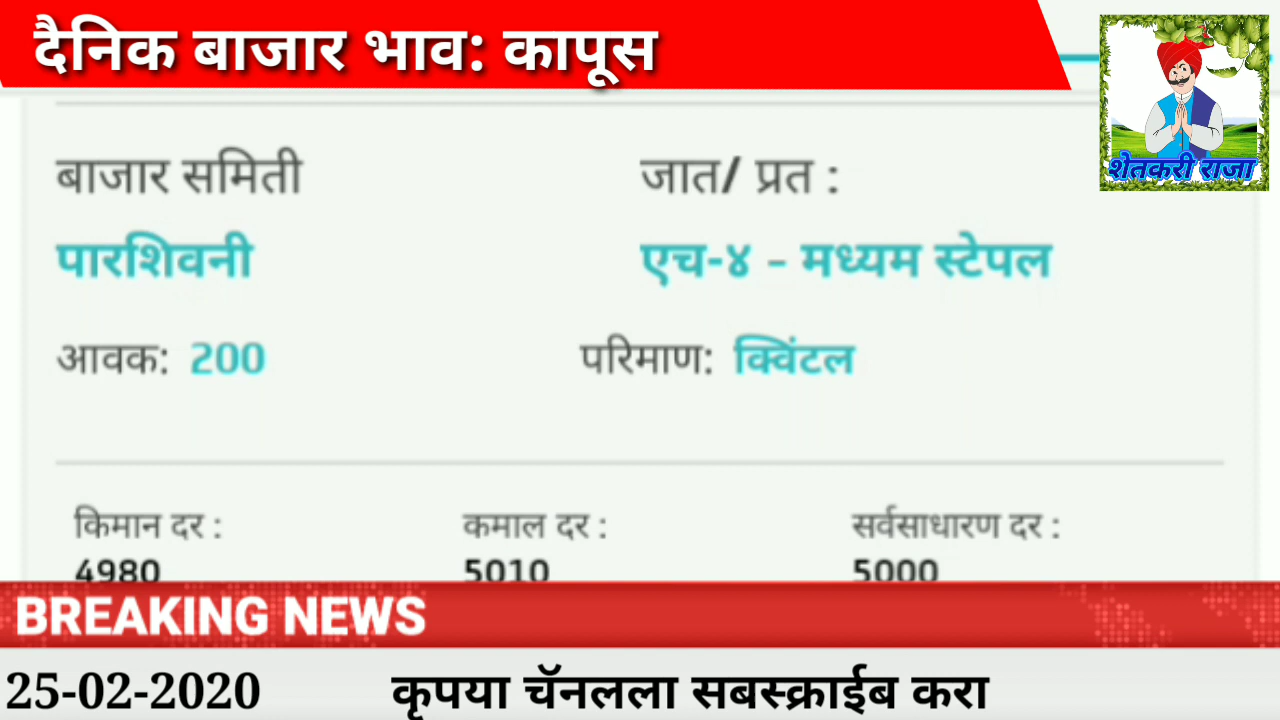 दैनिक बाजार भाव: कापूस
शेतकरी राजा
बाजार समिती जात/ प्रत :
पारशिवनी एच-४ – मध्यम स्टेपल
आवक: 200 परिमाण: क्विंटल
किमान दर : कमाल दर : सर्वसाधारण दर :
4980 5010 5000
BREAKING NEWS
25-02-2020 कृपया चॅनलला सबस्क्राईब करा